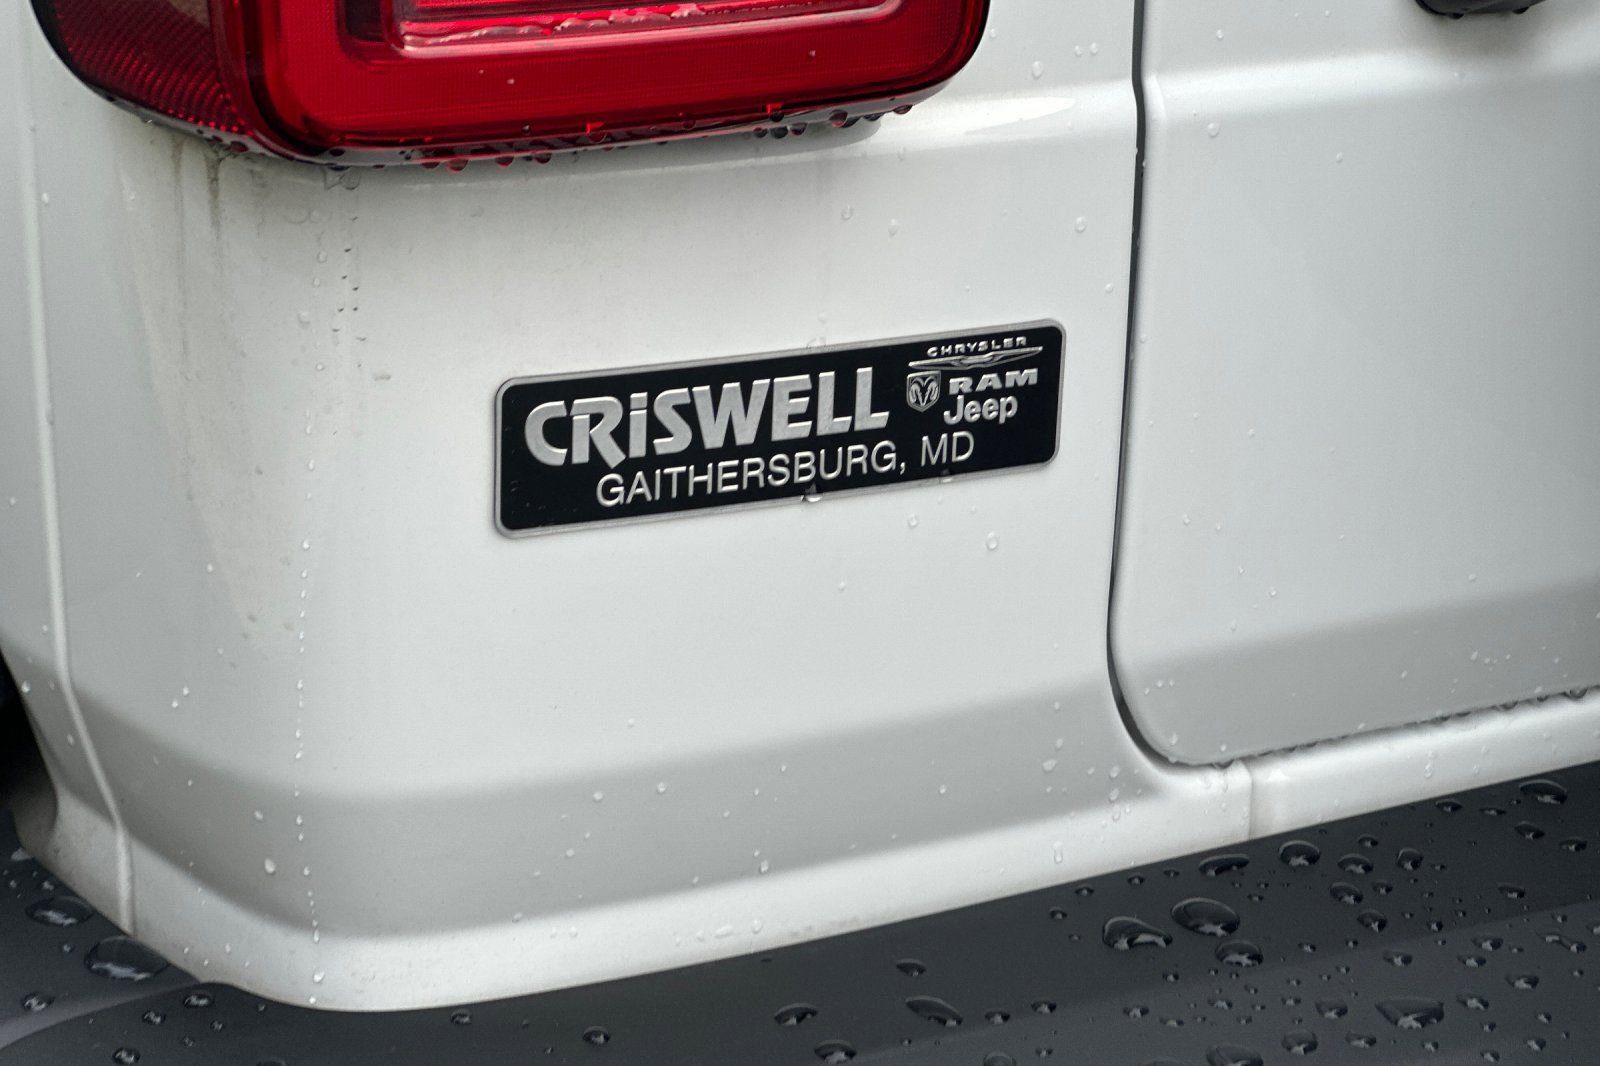 CRiSWELL
GAITHERSBURG, MD
CHRYSLER
RAM
Jeep